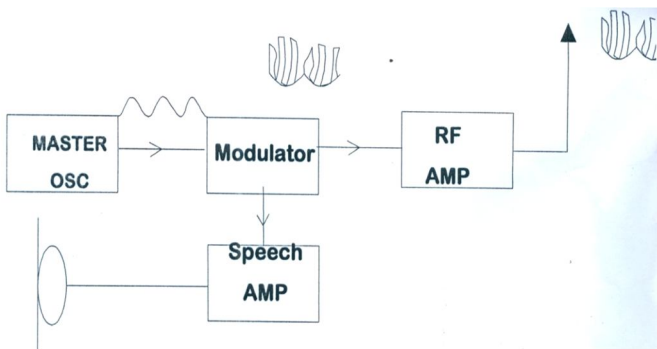 MASTER
OSC
Modulator
RF
AMP
Speech
AMP